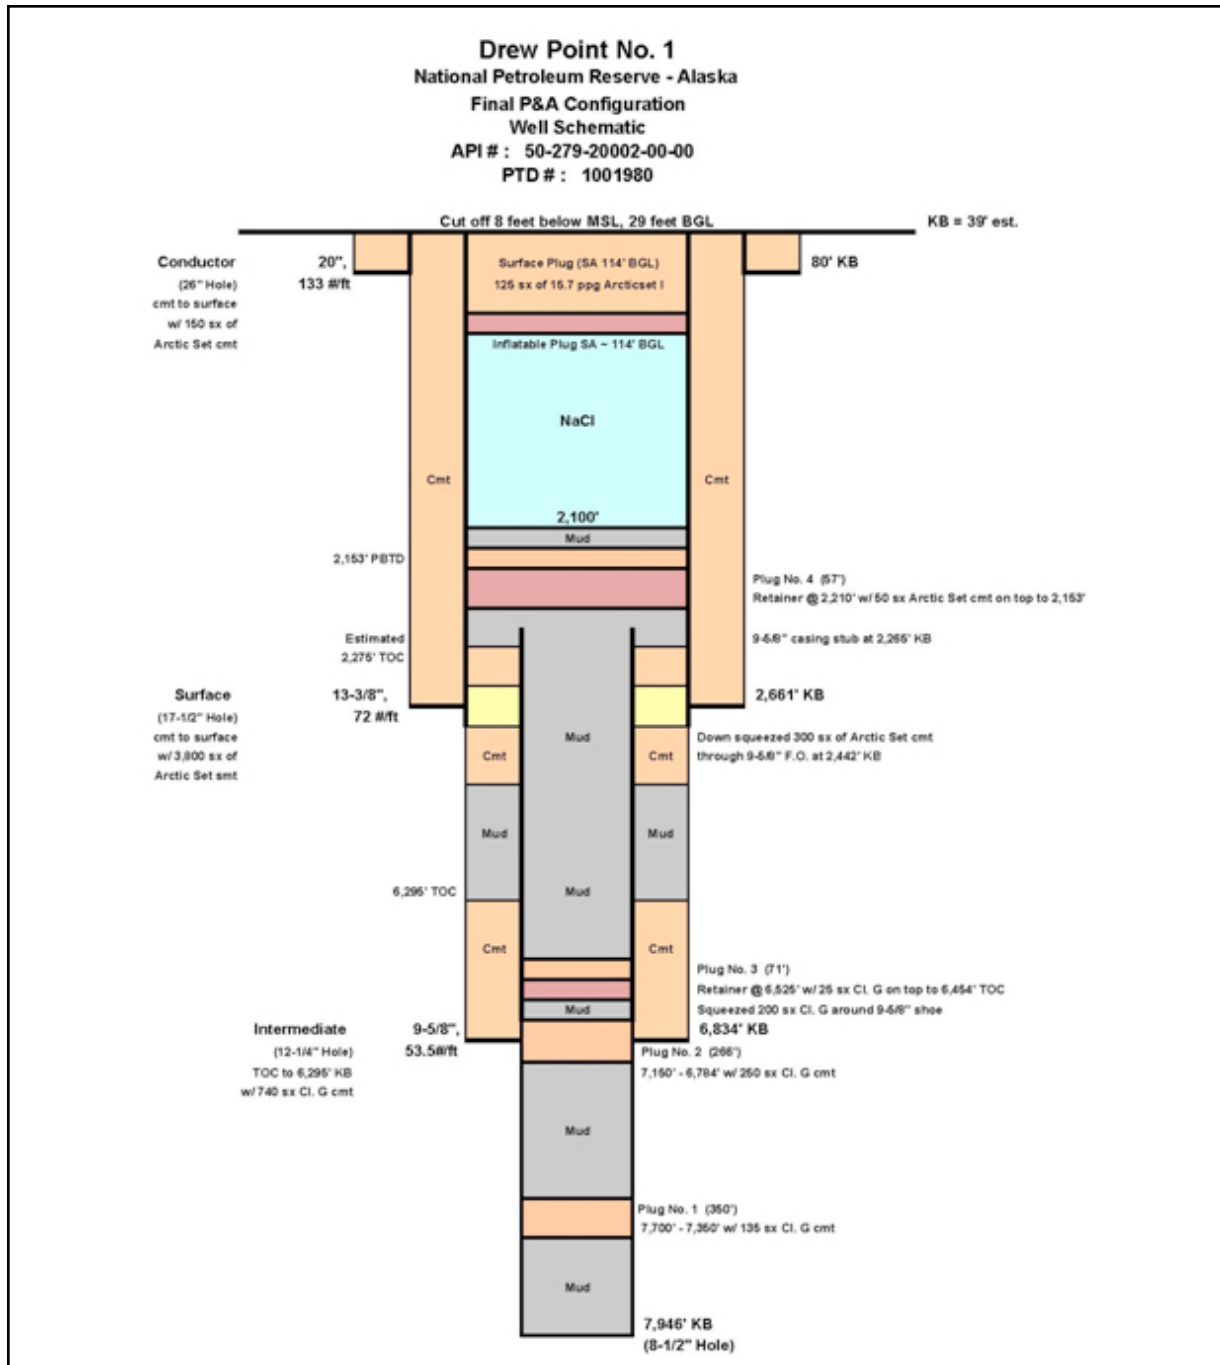 Drew Point No. 1
National Petroleum Reserve - Alaska
Final P&A Configuration
Well Schematic
API # : 50-279-20002-00-00
PTD # : 1001980
Cut off 8 feet below MSL, 29 feet BGL
KB = 39' est.
Conductor
(26" Hole)
cmt to surface
w/ 150 sx of
Arctic Set cmt
20",
133 #/ft
Surface Plug (SA 114' BGL)
125 sx of 15.7 ppg Arcticset I
80' KB
Inflatable Plug SA ~ 114' BGL
NaCl
Cmt
Cmt
2,100'
Mud
2,153' PBTD
Plug No. 4 (57')
Retainer @ 2,210' w/ 50 sx Arctic Set cmt on top to 2,153'
Estimated
2,275' TOC
9-5/8" casing stub at 2,265' KB
Surface
(17-1/2" Hole)
cmt to surface
w/ 3,800 sx of
Arctic Set smt
13-3/8",
72 #/ft
2,661' KB
Mud
Down squeezed 300 sx of Arctic Set cmt
through 9-5/8" F.O. at 2,442' KB
Cmt
Cmt
Mud
Mud
6,295' TOC
Mud
Cmt
Cmt
Plug No. 3 (71')
Retainer @ 6,525' w/ 25 sx Cl. G on top to 6,454' TOC
Squeezed 200 sx Cl. G around 9-5/8" shoe
Mud
Intermediate
(12-1/4" Hole)
TOC to 6,295' KB
w/ 740 sx Cl. G cmt
9-5/8",
53.5#/ft
6,834' KB
Plug No. 2 (266')
7,150' - 6,784' w/ 250 sx Cl. G cmt
Mud
Plug No. 1 (350')
7,700' - 7,350' w/ 135 sx Cl. G cmt
Mud
7,946' KB
(8-1/2" Hole)